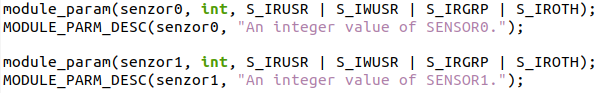 module_param(senzor0, int, S_IRUSR | S_IWUSR | S_IRGRP | S_IROTH);
MODULE_PARM_DESC(senzor0, "An integer value of SENSOR0.");
module_param(senzor1, int, S_IRUSR | S_IWUSR | S_IRGRP | S_IROTH);
MODULE_PARM_DESC(senzor1, "An integer value of SENSOR1.");